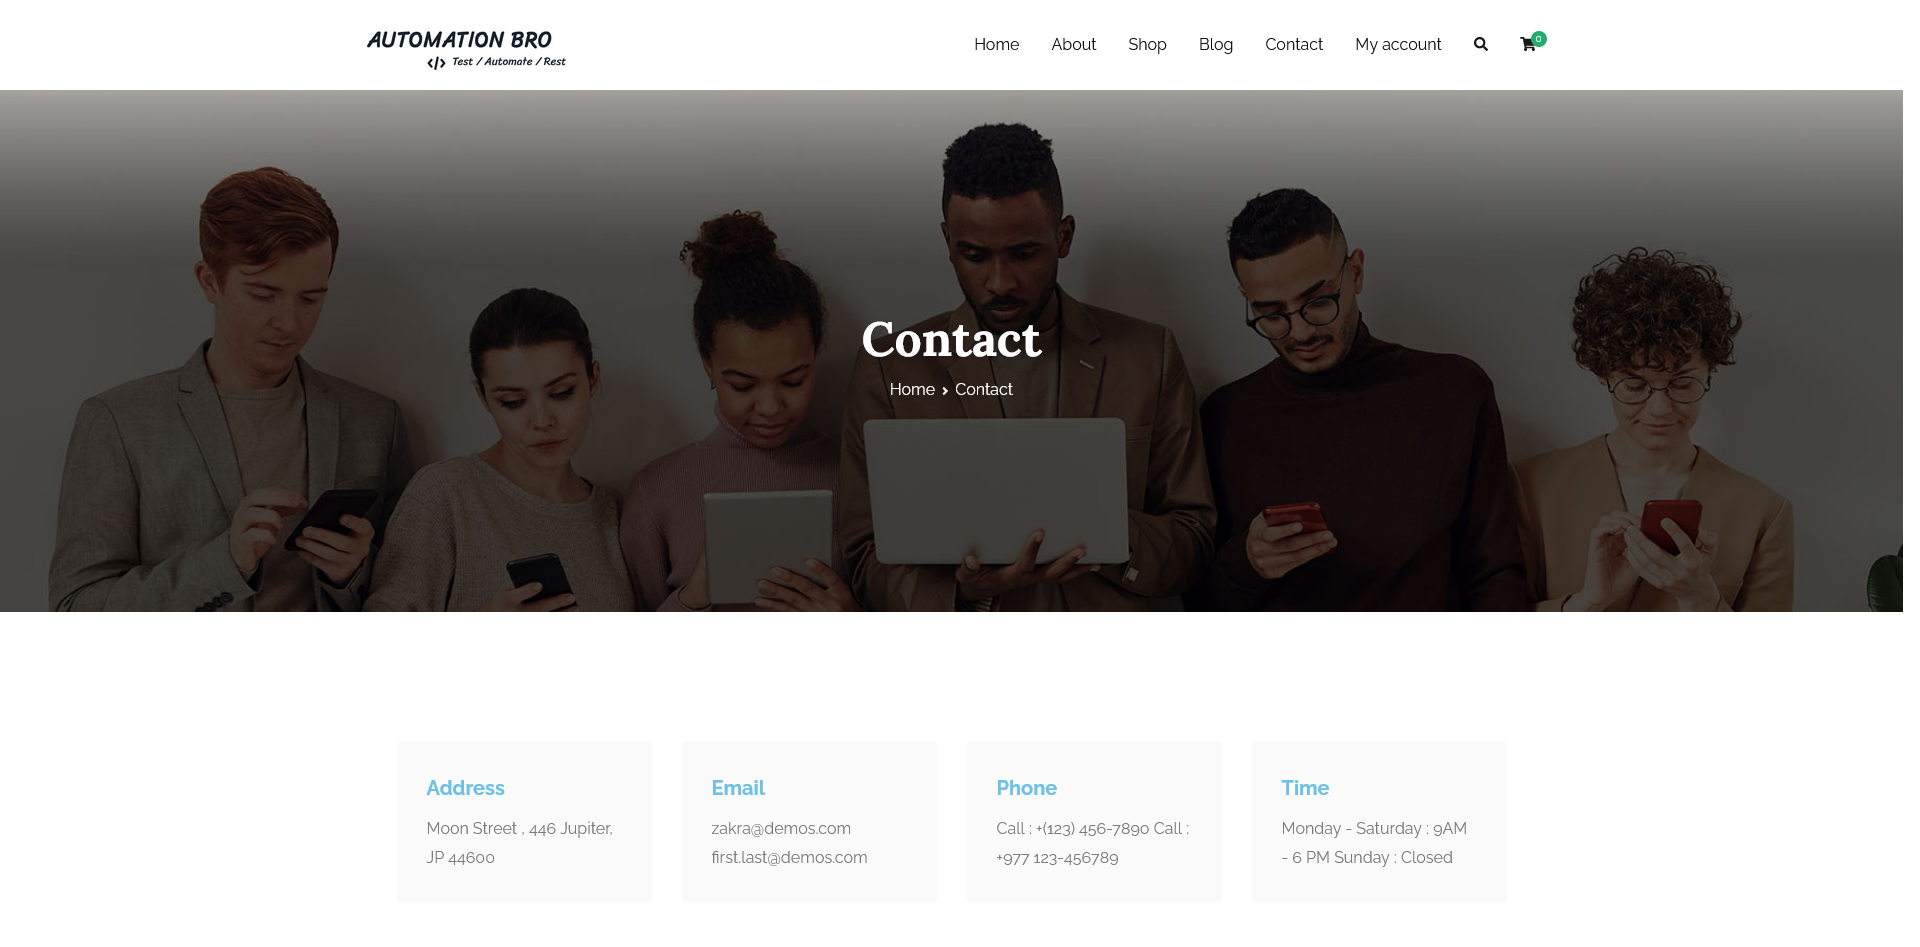 AUTOMATION BRO
</> Test / Automate / Rest
Home About Shop Blog Contact My account 0
Contact
Home > Contact
Address
Moon Street , 446 Jupiter,
JP 44600
Email
zakra@demos.com
first.last@demos.com
Phone
Call : +(123) 456-7890 Call :
+977 123-456789
Time
Monday - Saturday : 9AM
- 6 PM Sunday : Closed